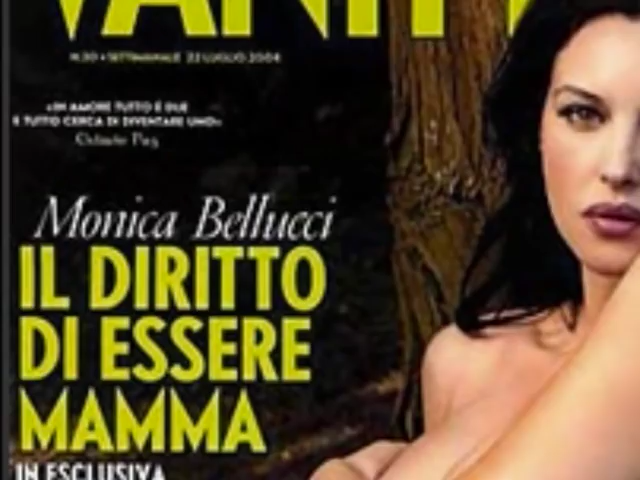 VANIT
N.30 • SETTIMANALE 22 LUGLIO 2004
«IN AMORE TUTTO È DUE
E TUTTO CERCA DI DIVENTARE UNO»
Octavio Paz
Monica Bellucci
IL DIRITTO
DI ESSERE
MAMMA
IN ESCLUSIVA